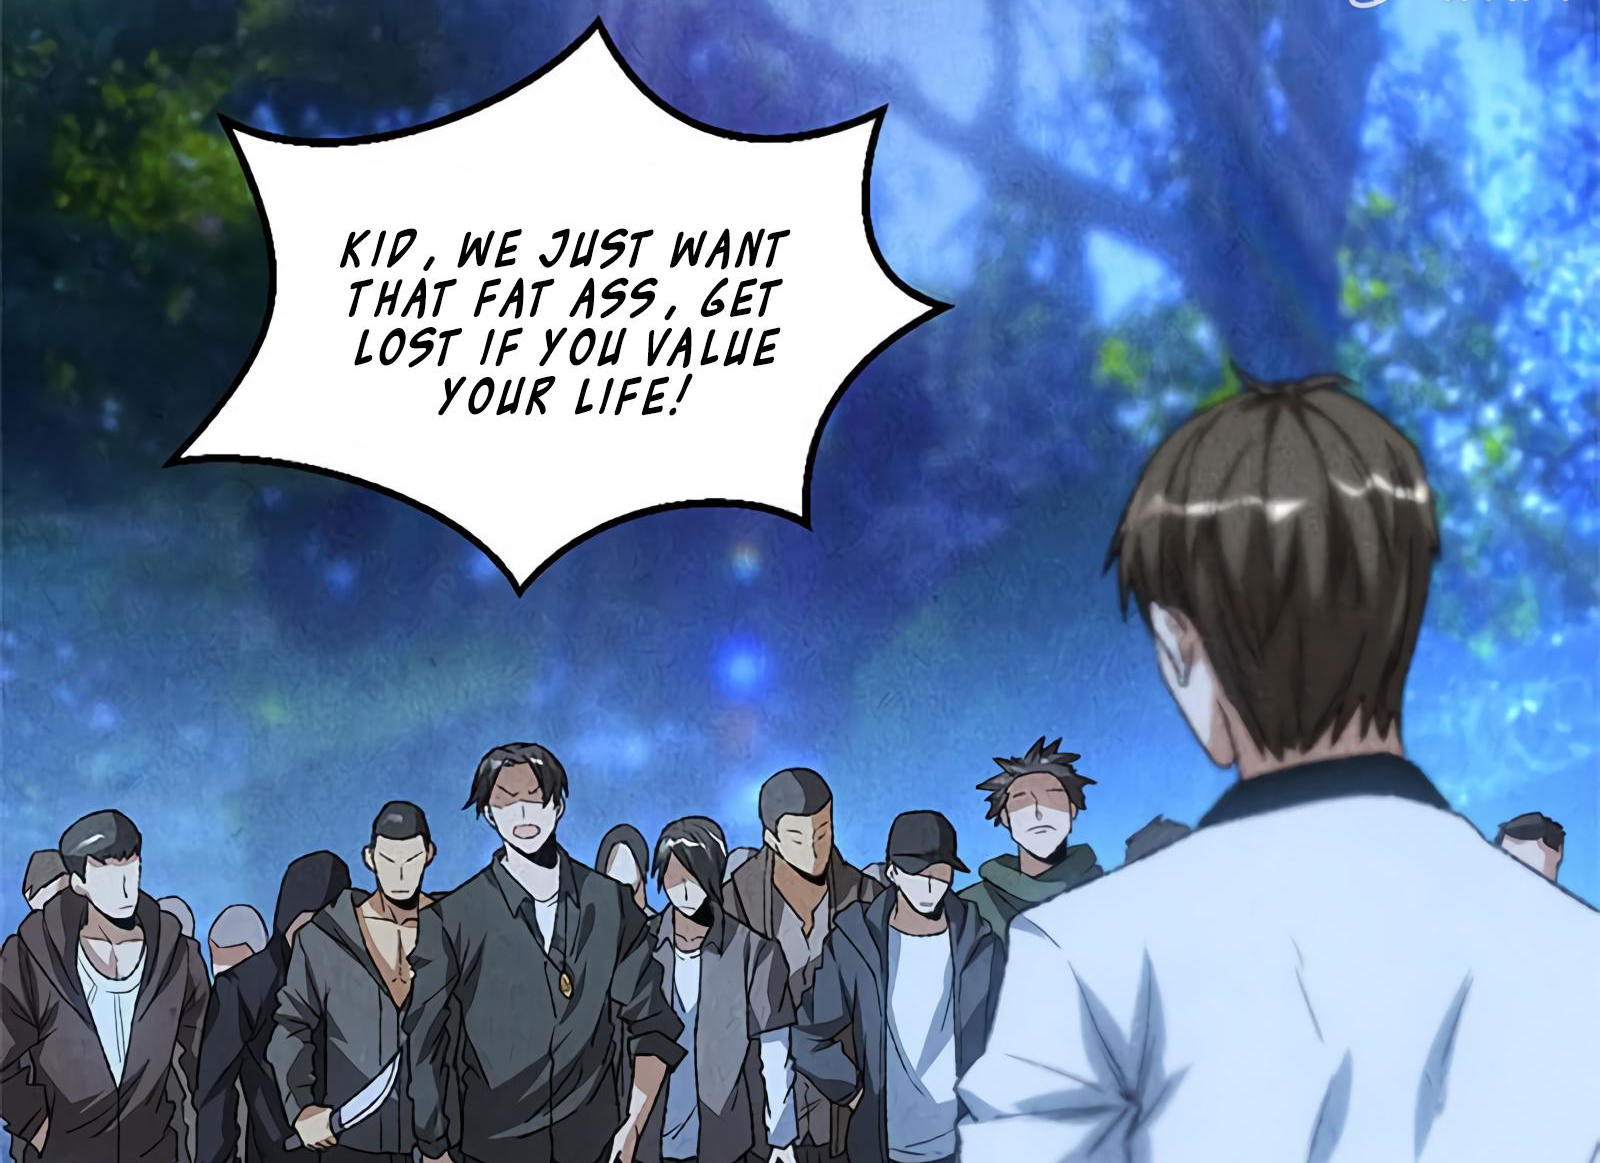 KID, WE JUST WANT
THAT FAT ASS, GET
LOST IF YOU VALUE
YOUR LIFE!